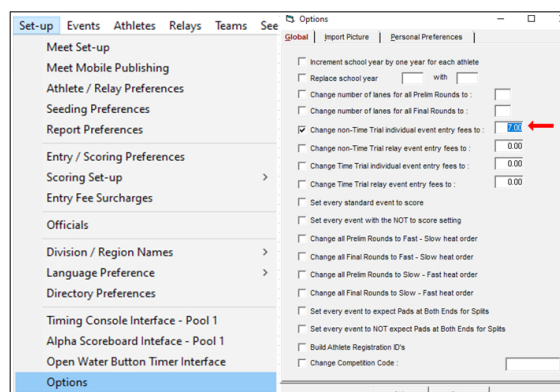 Set-up Events Athletes Relays Teams See
Meet Set-up
Meet Mobile Publishing
Athlete / Relay Preferences
Seeding Preferences
Report Preferences
Entry / Scoring Preferences
Scoring Set-up
Entry Fee Surcharges
Officials
Division / Region Names
Language Preference
Directory Preferences
Timing Console Interface - Pool 1
Alpha Scoreboard Inteface - Pool 1
Open Water Button Timer Interface
Options
Options
Global Import Picture Personal Preferences
Increment school year by one year for each athlete
Replace school year with
Change number of lanes for all Prelim Rounds to :
Change number of lanes for all Final Rounds to :
Change non-Time Trial individual event entry fees to : 7.00
Change non-Time Trial relay event entry fees to : 0.00
Change Time Trial individual event entry fees to : 0.00
Change Time Trial relay event entry fees to : 0.00
Set every standard event to score
Set every event with the NOT to score setting
Change all Prelim Rounds to Fast - Slow heat order
Change all Final Rounds to Fast - Slow heat order
Change all Prelim Rounds to Slow - Fast heat order
Change all Final Rounds to Slow - Fast heat order
Set every event to expect Pads at Both Ends for Splits
Set every event to NOT expect Pads at Both Ends for Splits
Build Athlete Registration ID's
Change Competition Code :